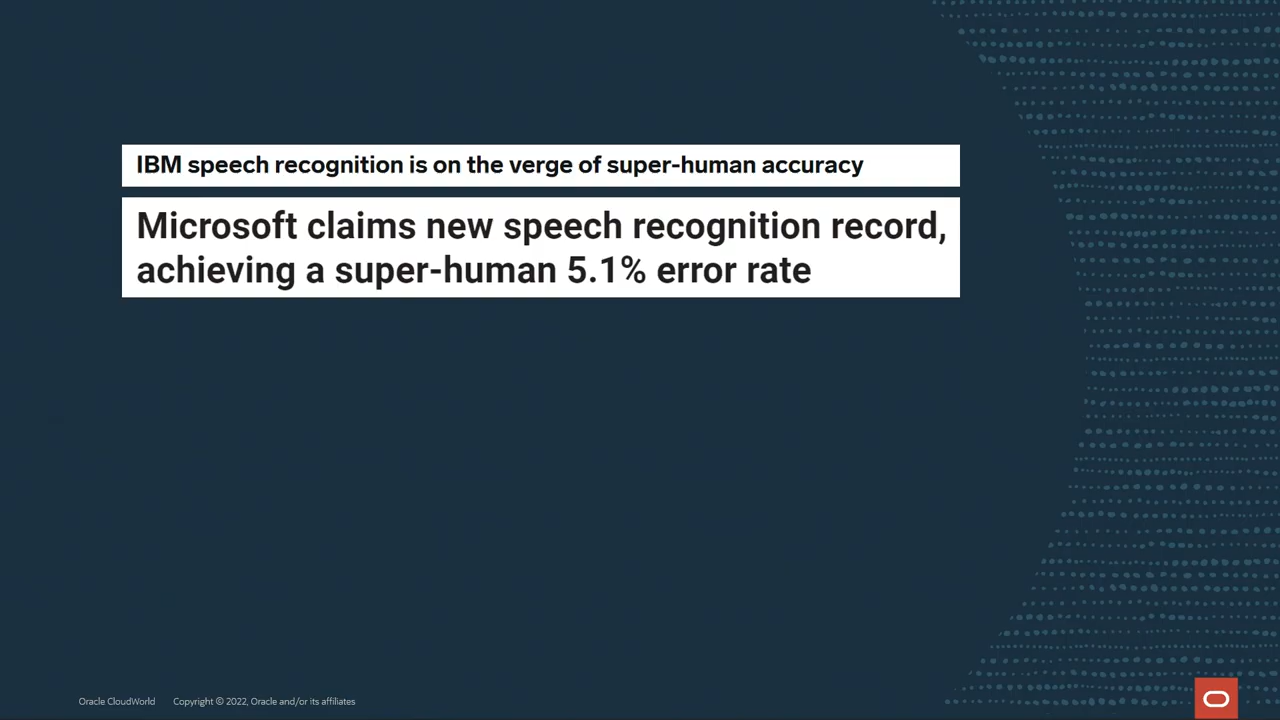 IBM speech recognition is on the verge of super-human accuracy
Microsoft claims new speech recognition record,
achieving a super-human 5.1% error rate
Oracle CloudWorld Copyright © 2022, Oracle and/or its affiliates